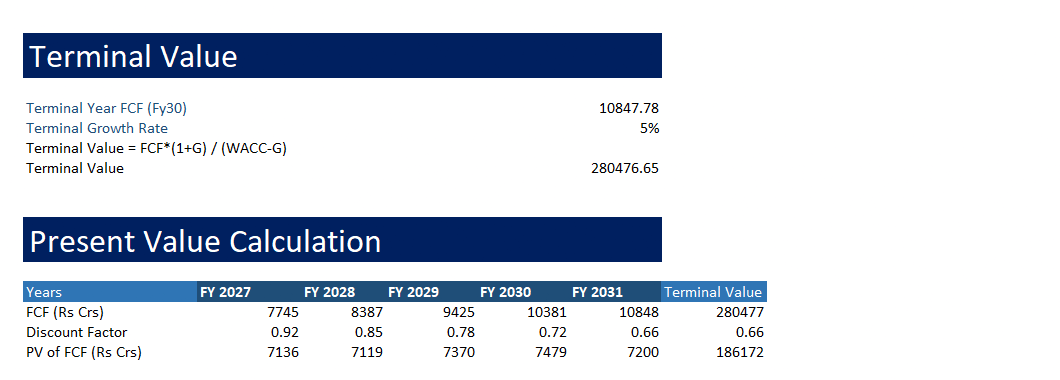 Terminal Value
Terminal Year FCF (Fy30) 10847.78
Terminal Growth Rate 5%
Terminal Value = FCF*(1+G) / (WACC-G)
Terminal Value 280476.65
Present Value Calculation
Years FY 2027 FY 2028 FY 2029 FY 2030 FY 2031 Terminal Value
FCF (Rs Crs) 7745 8387 9425 10381 10848 280477
Discount Factor 0.92 0.85 0.78 0.72 0.66 0.66
PV of FCF (Rs Crs) 7136 7119 7370 7479 7200 186172